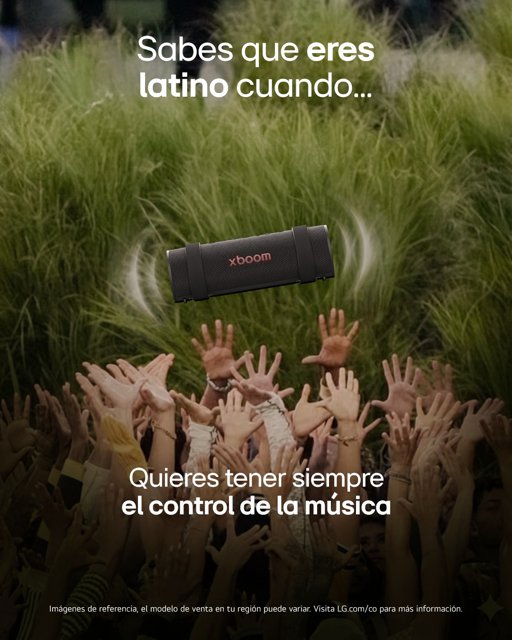 Sabes que eres
latino cuando...
xboom
Quieres tener siempre
el control de la música
Imágenes de referencia, el modelo de venta en tu región puede variar. Visita LG.com/co para más información.